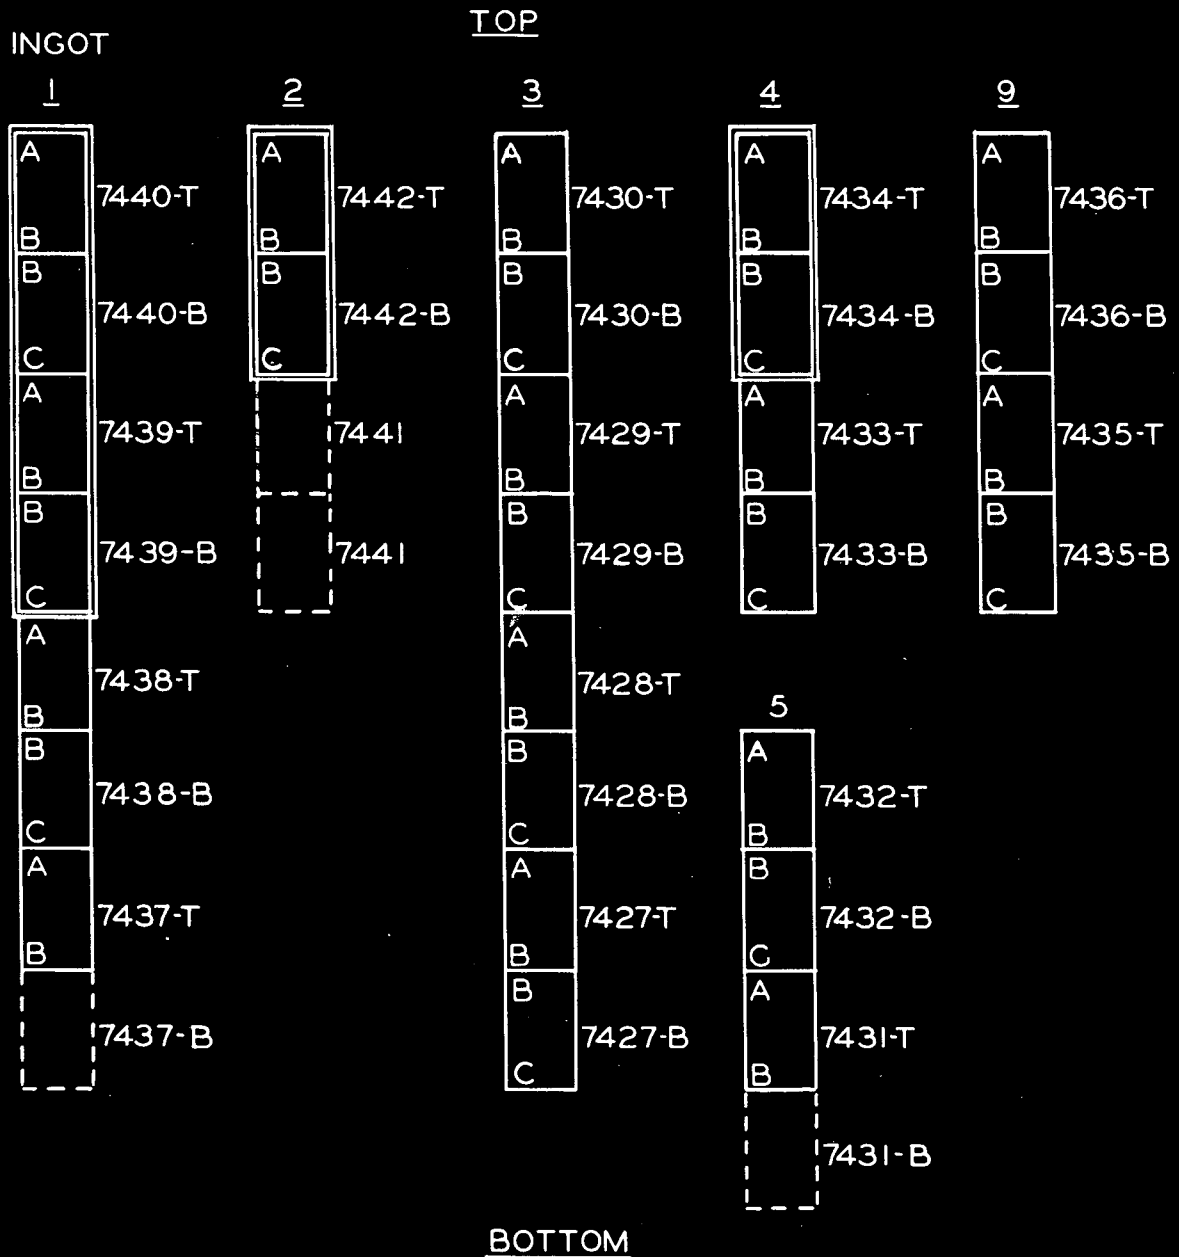 TOP
INGOT
1 2 3 4 9
A A A A A
7440-T 7442-T 7430-T 7434-T 7436-T
B B B B B
B B B B B
7440-B 7442-B 7430-B 7434-B 7436-B
C C C C C
A A A A
7439-T 7441 7429-T 7433-T 7435-T
B B B B
B B B B
7439-B 7441 7429-B 7433-B 7435-B
C C C C
A A
7438-T 7428-T
B B 5
B B A
7438-B 7428-B 7432-T
C C B
A A B
7437-T 7427-T 7432-B
B B C
B A
7437-B 7427-B 7431-T
C B
7431-B
BOTTOM